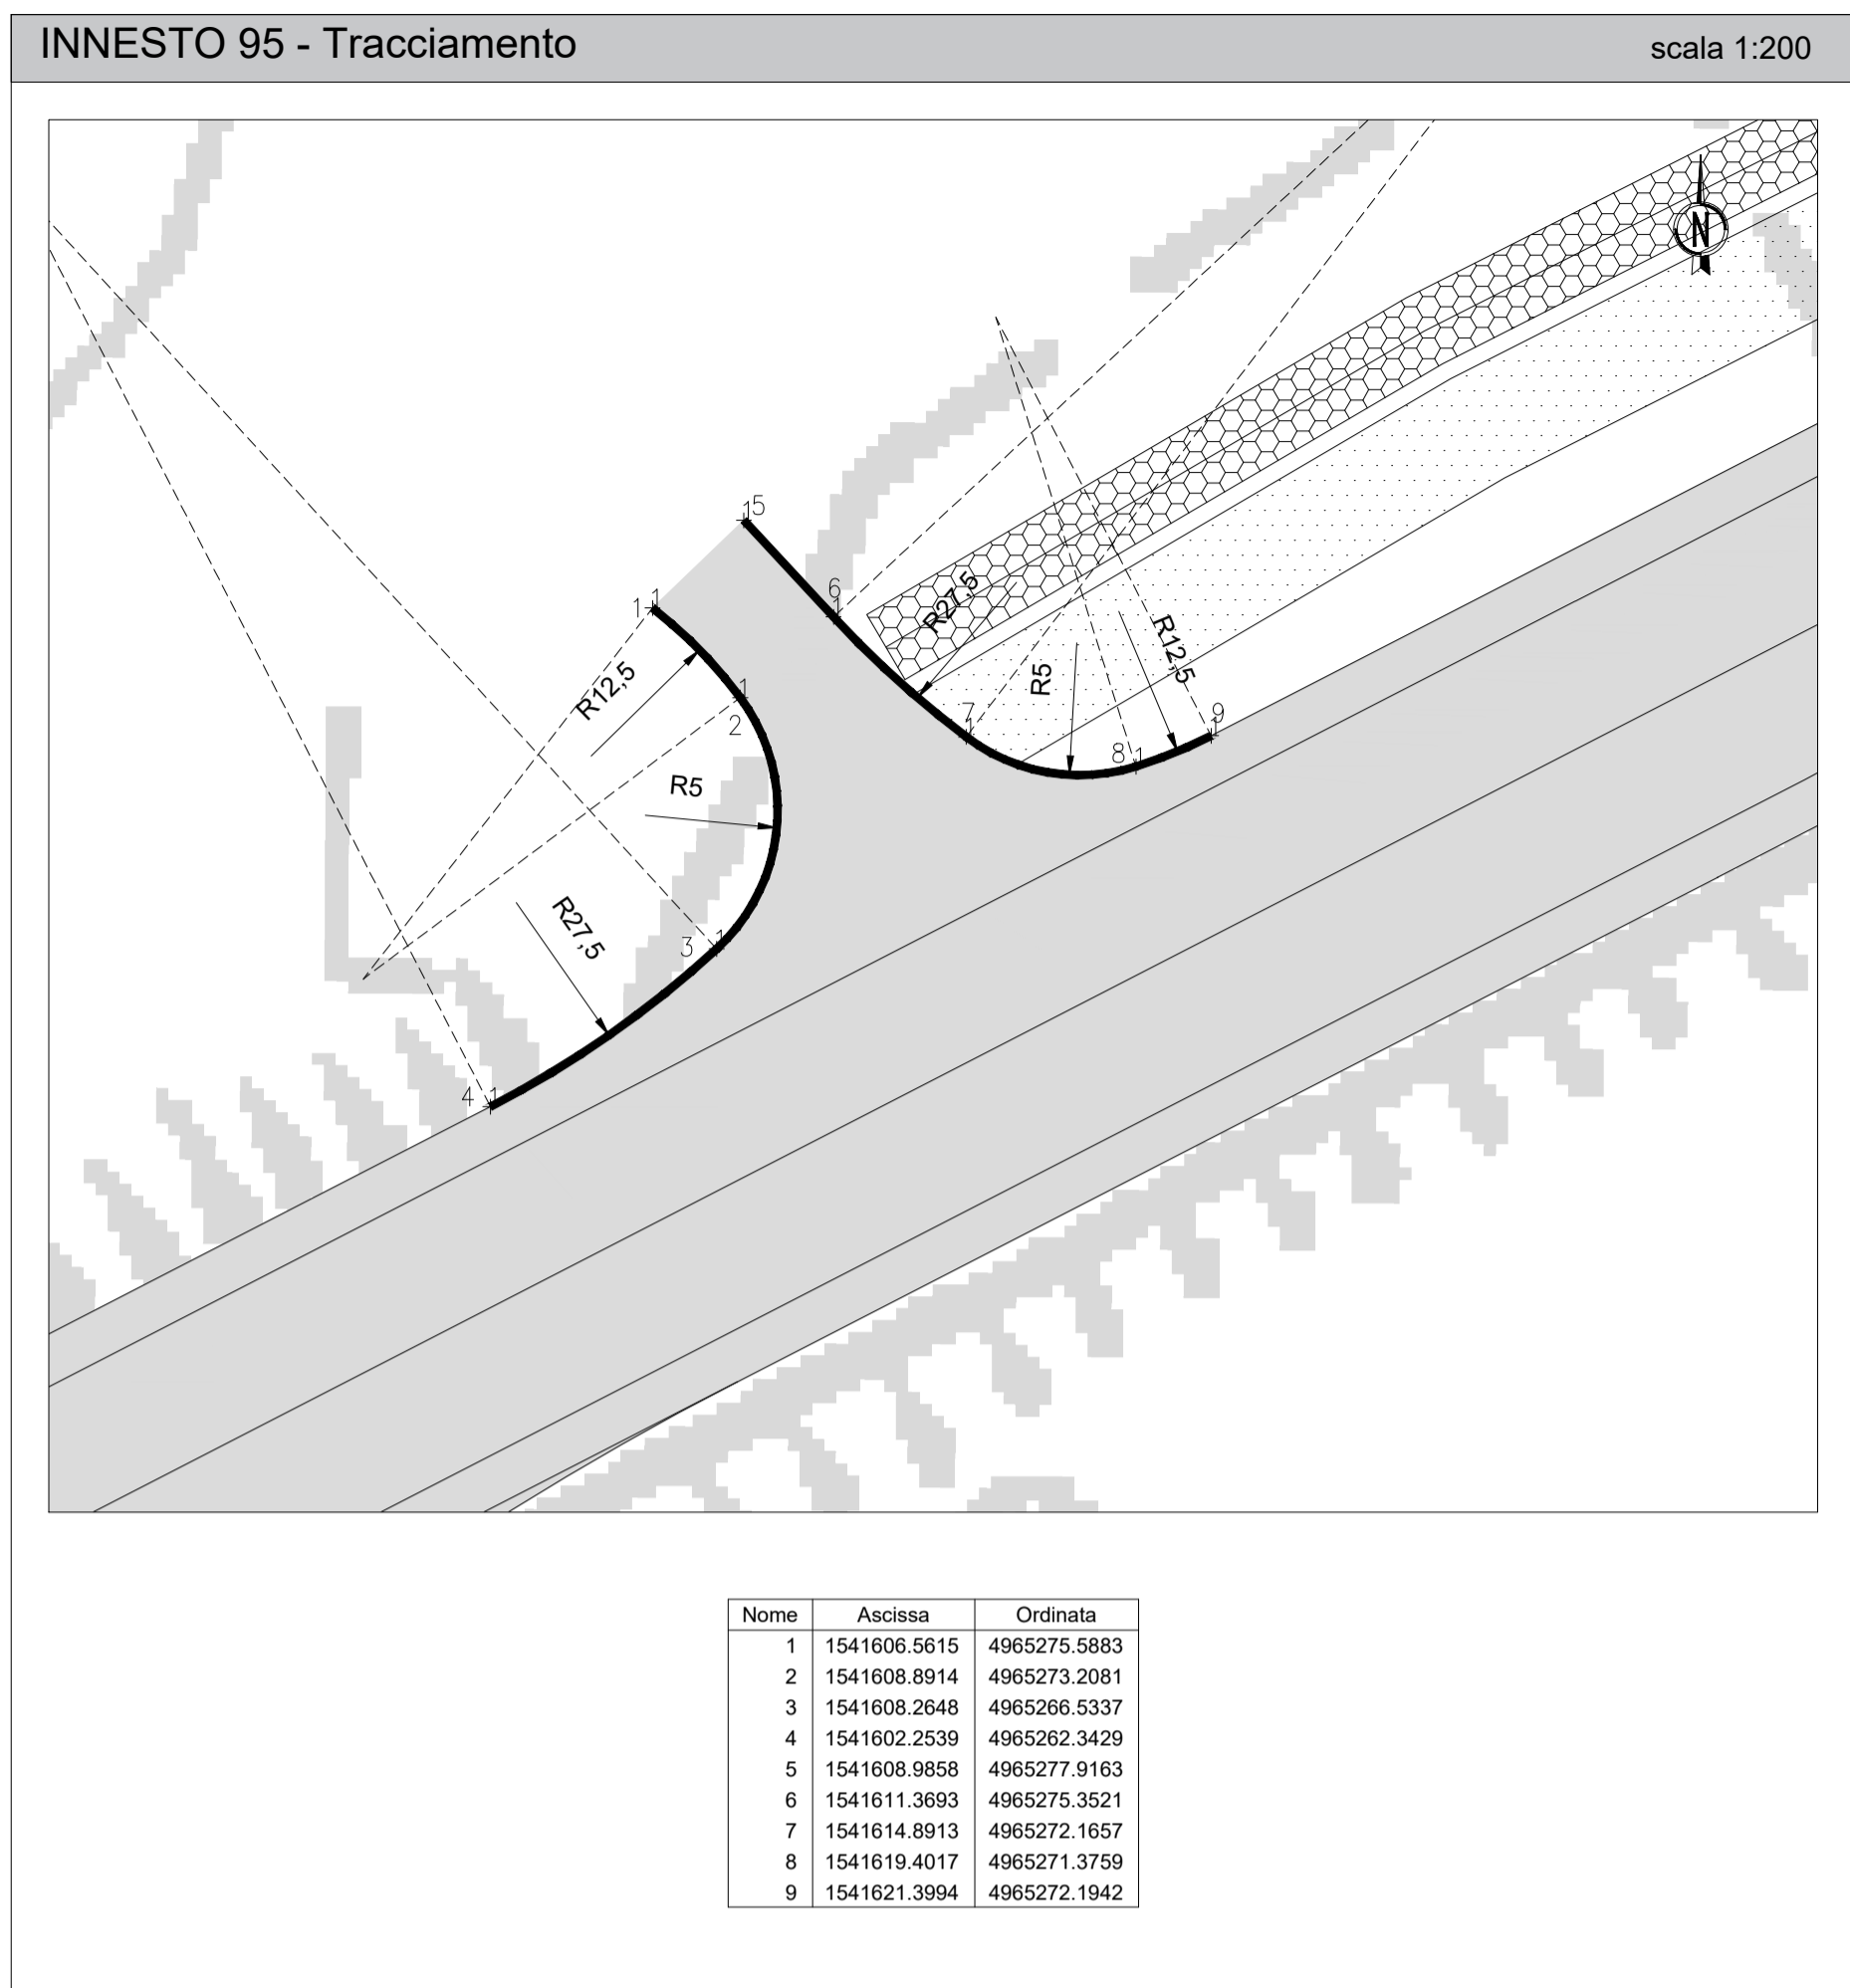 INNESTO 95 - Tracciamento scala 1:200
N
1 5
6
1
R27,5
1 1
R12,5
1
2
R12,5
R5
7
1
9
1
8 1
R5
R27,5
3 1
4 1
Nome Ascissa Ordinata
1 1541606.5615 4965275.5883
2 1541608.8914 4965273.2081
3 1541608.2648 4965266.5337
4 1541602.2539 4965262.3429
5 1541608.9858 4965277.9163
6 1541611.3693 4965275.3521
7 1541614.8913 4965272.1657
8 1541619.4017 4965271.3759
9 1541621.3994 4965272.1942